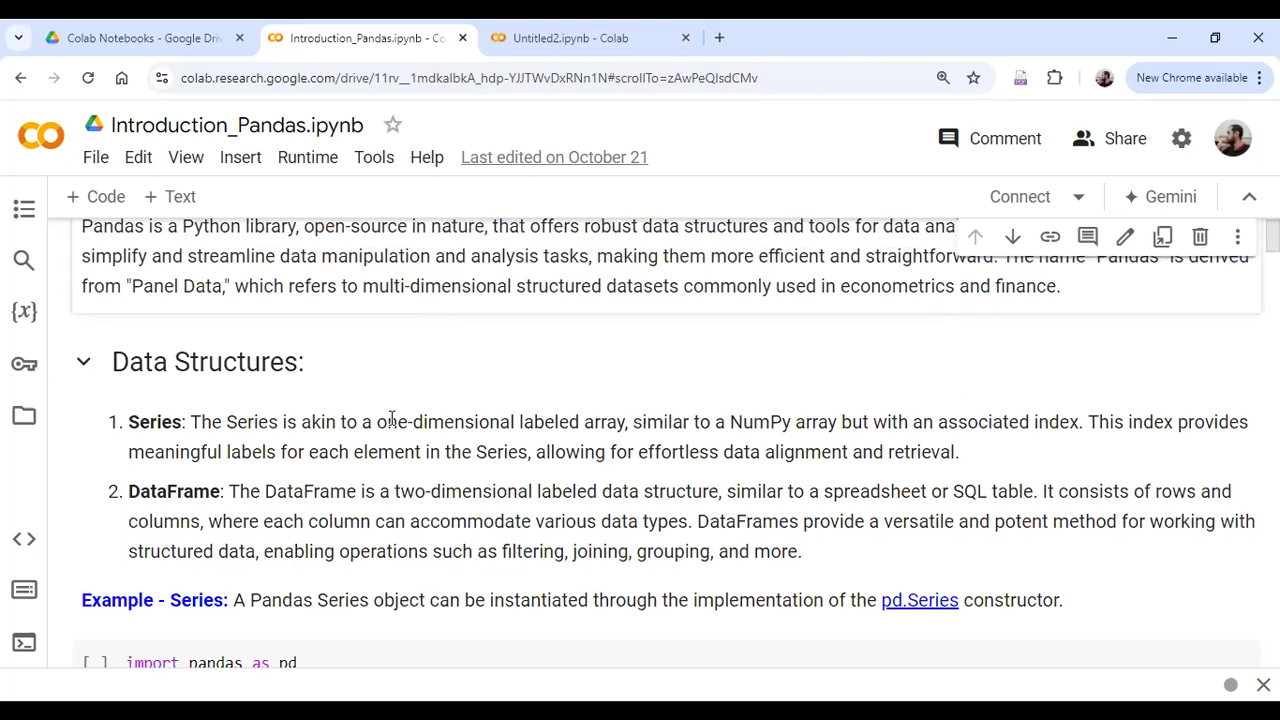 Colab Notebooks - Google Driv
Introduction_Pandas.ipynb - Co
Untitled2.ipynb - Colab
colab.research.google.com/drive/11rv__1mdkaIbkA_hdp-YJJTWvDxRNn1N#scrollTo=zAwPeQIsdCMv
New Chrome available
Introduction_Pandas.ipynb
Comment
Share
File Edit View Insert Runtime Tools Help Last edited on October 21
+ Code + Text
Connect
Gemini
Pandas is a Python library, open-source in nature, that offers robust data structures and tools for data ana
simplify and streamline data manipulation and analysis tasks, making them more efficient and straightforward. The name "Pandas" is derived
from "Panel Data," which refers to multi-dimensional structured datasets commonly used in econometrics and finance.
Data Structures:
1. Series: The Series is akin to a one-dimensional labeled array, similar to a NumPy array but with an associated index. This index provides
meaningful labels for each element in the Series, allowing for effortless data alignment and retrieval.
2. DataFrame: The DataFrame is a two-dimensional labeled data structure, similar to a spreadsheet or SQL table. It consists of rows and
columns, where each column can accommodate various data types. DataFrames provide a versatile and potent method for working with
structured data, enabling operations such as filtering, joining, grouping, and more.
Example - Series: A Pandas Series object can be instantiated through the implementation of the pd.Series constructor.
[ ] import pandas as pd